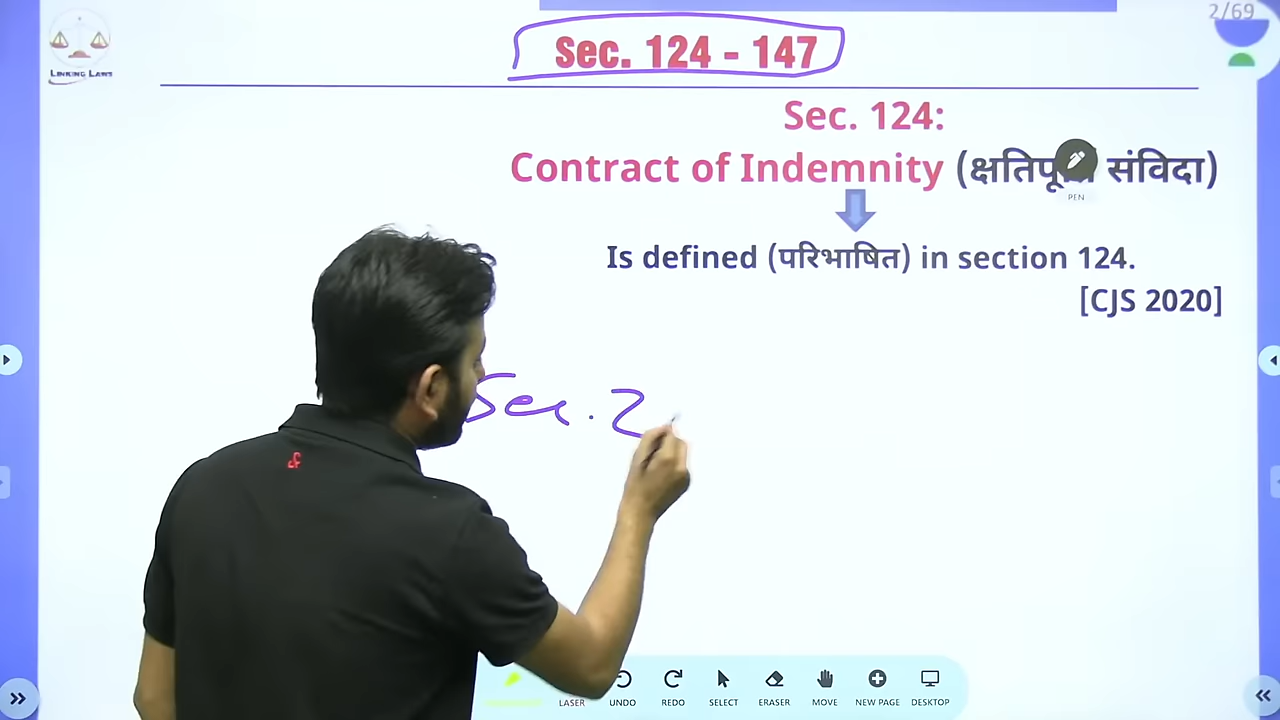 2/69
LINKING LAWS
Sec. 124 - 147
Sec. 124:
Contract of Indemnity (क्षतिपूर्ति संविदा)
PEN
Is defined (परिभाषित) in section 124.
[CJS 2020]
Sec. 2
LASER
UNDO
REDO
SELECT
ERASER
MOVE
NEW PAGE
DESKTOP